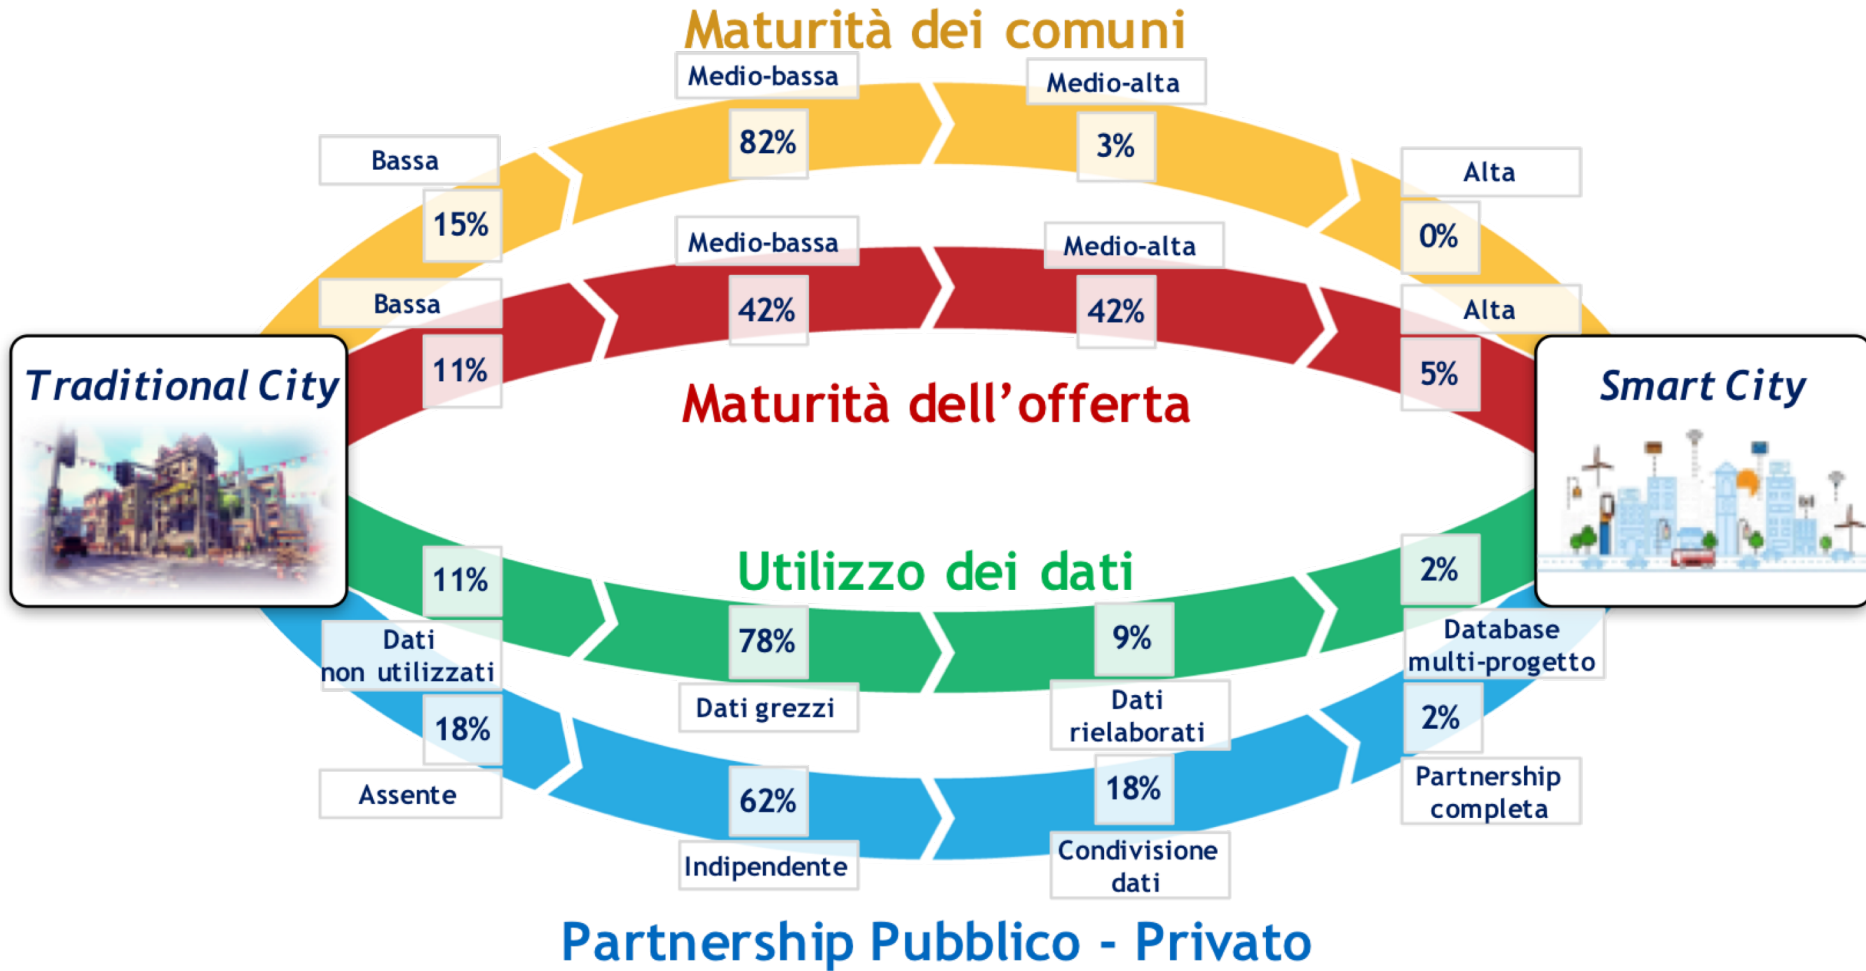 Maturità dei comuni
Medio-bassa
82%
Medio-alta
3%
Bassa
15%
Alta
0%
Medio-bassa
42%
Medio-alta
42%
Bassa
11%
Alta
5%
Maturità dell’offerta
Traditional City
Smart City
Utilizzo dei dati
11%
Dati
non utilizzati
78%
Dati grezzi
9%
Dati
rielaborati
2%
Database
multi-progetto
18%
Assente
62%
Indipendente
18%
Condivisione
dati
2%
Partnership
completa
Partnership Pubblico - Privato